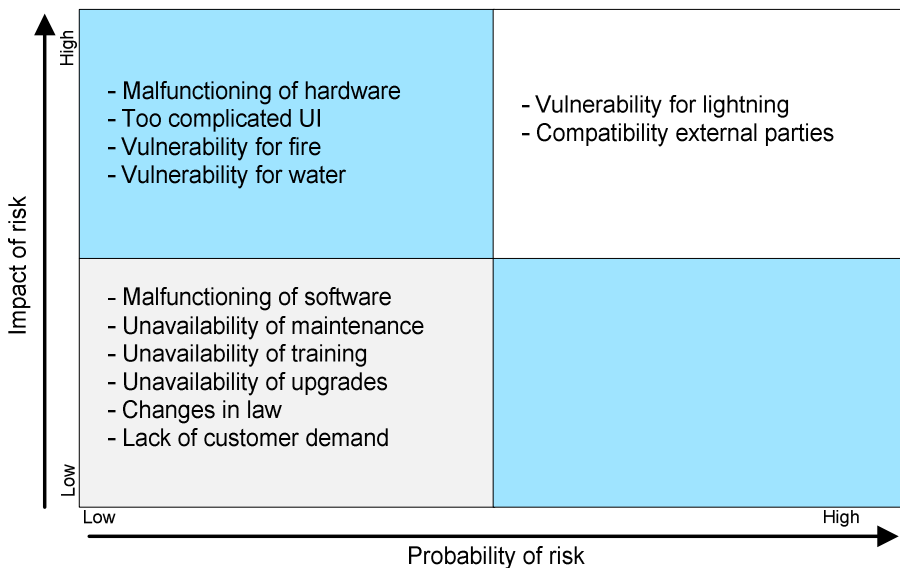 High
- Malfunctioning of hardware
- Too complicated UI
- Vulnerability for fire
- Vulnerability for water
- Vulnerability for lightning
- Compatibility external parties
Impact of risk
- Malfunctioning of software
- Unavailability of maintenance
- Unavailability of training
- Unavailability of upgrades
- Changes in law
- Lack of customer demand
Low
Low
High
Probability of risk